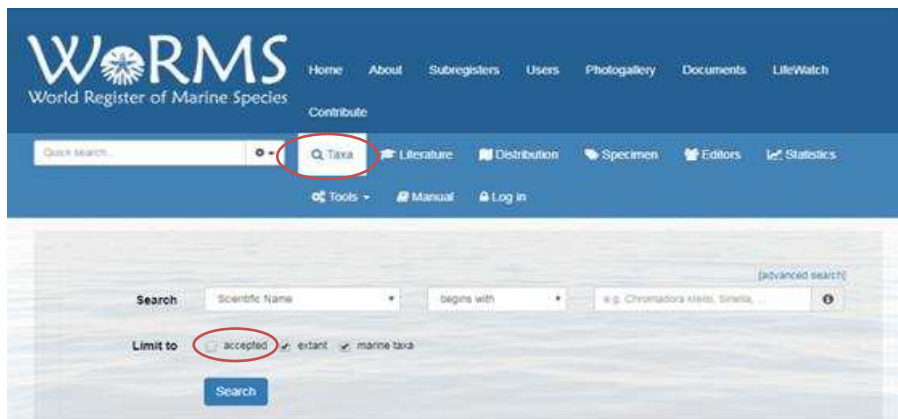 WoRMS
World Register of Marine Species
Home About Subregisters Users Photogallery Documents LifeWatch
Contribute
Quick search...
Taxa Literature Distribution Specimen Editors Statistics
Tools Manual Log in
[advanced search]
Search Scientific Name begins with e.g. Chromadora kreisi, Sinella, ...
Limit to accepted extant marine taxa
Search